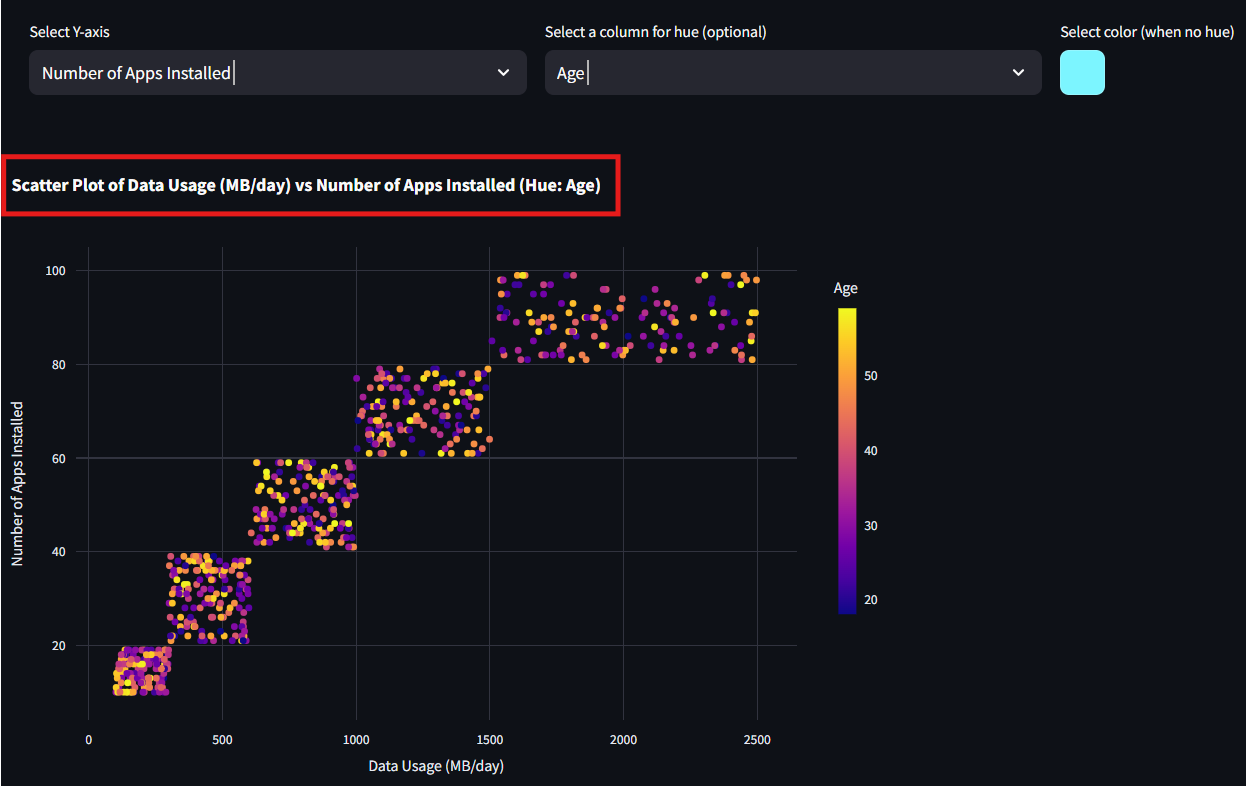 Select Y-axis
Select a column for hue (optional)
Select color (when no hue)
Number of Apps Installed
Age
Scatter Plot of Data Usage (MB/day) vs Number of Apps Installed (Hue: Age)
100
80
60
40
20
Number of Apps Installed
0
500
1000
1500
2000
2500
Data Usage (MB/day)
Age
50
40
30
20